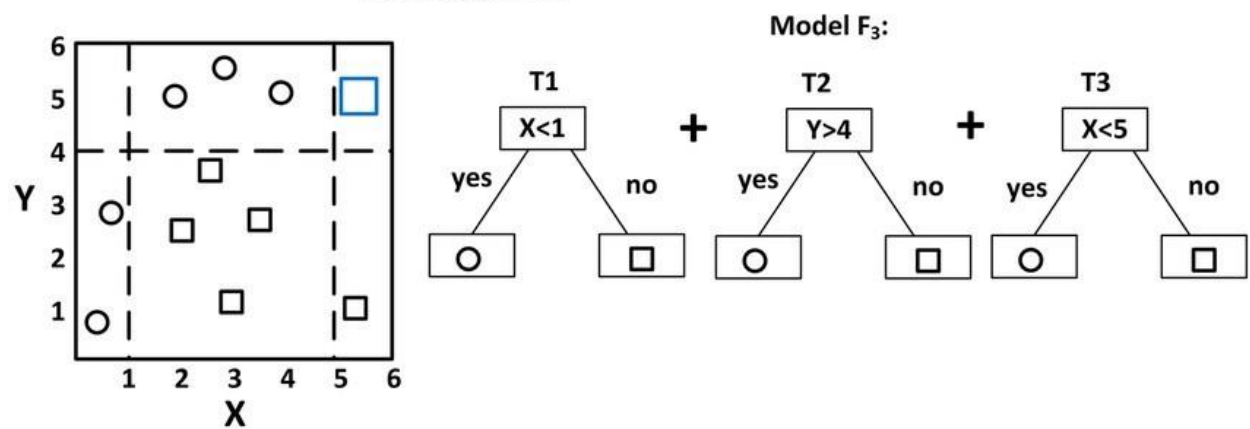 Model F₃:
6
5
4
3
2
1
Y
1 2 3 4 5 6
X
T1
X<1
yes
no
+
T2
Y>4
yes
no
+
T3
X<5
yes
no